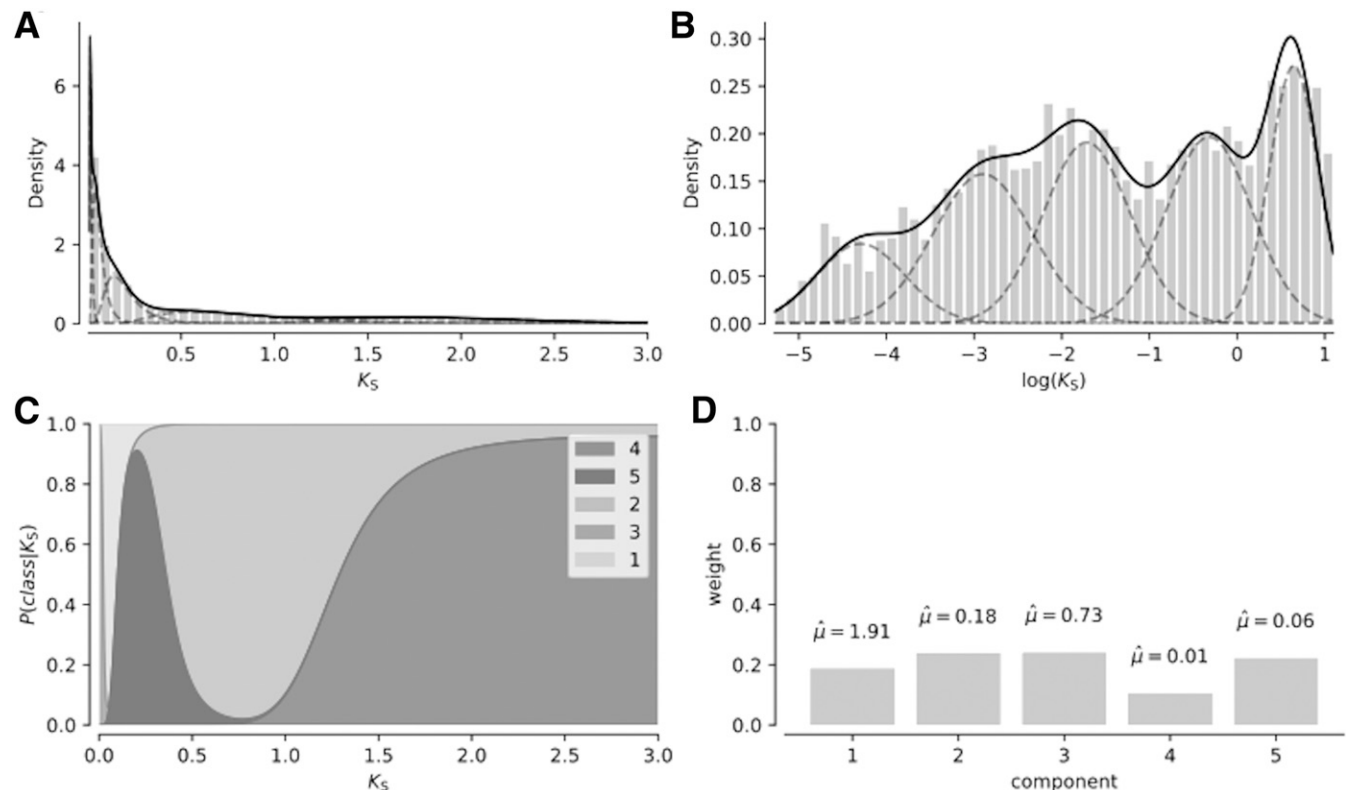 A
Density
6
4
2
0
0.5 1.0 1.5 2.0 2.5 3.0
K_S
B
Density
0.30
0.25
0.20
0.15
0.10
0.05
0.00
−5 −4 −3 −2 −1 0 1
log(K_S)
C
P(class|K_S)
1.0
0.8
0.6
0.4
0.2
0.0
0.0 0.5 1.0 1.5 2.0 2.5 3.0
K_S
4
5
2
3
1
D
weight
1.0
0.8
0.6
0.4
0.2
0.0
μ̂ = 1.91
μ̂ = 0.18
μ̂ = 0.73
μ̂ = 0.01
μ̂ = 0.06
1 2 3 4 5
component